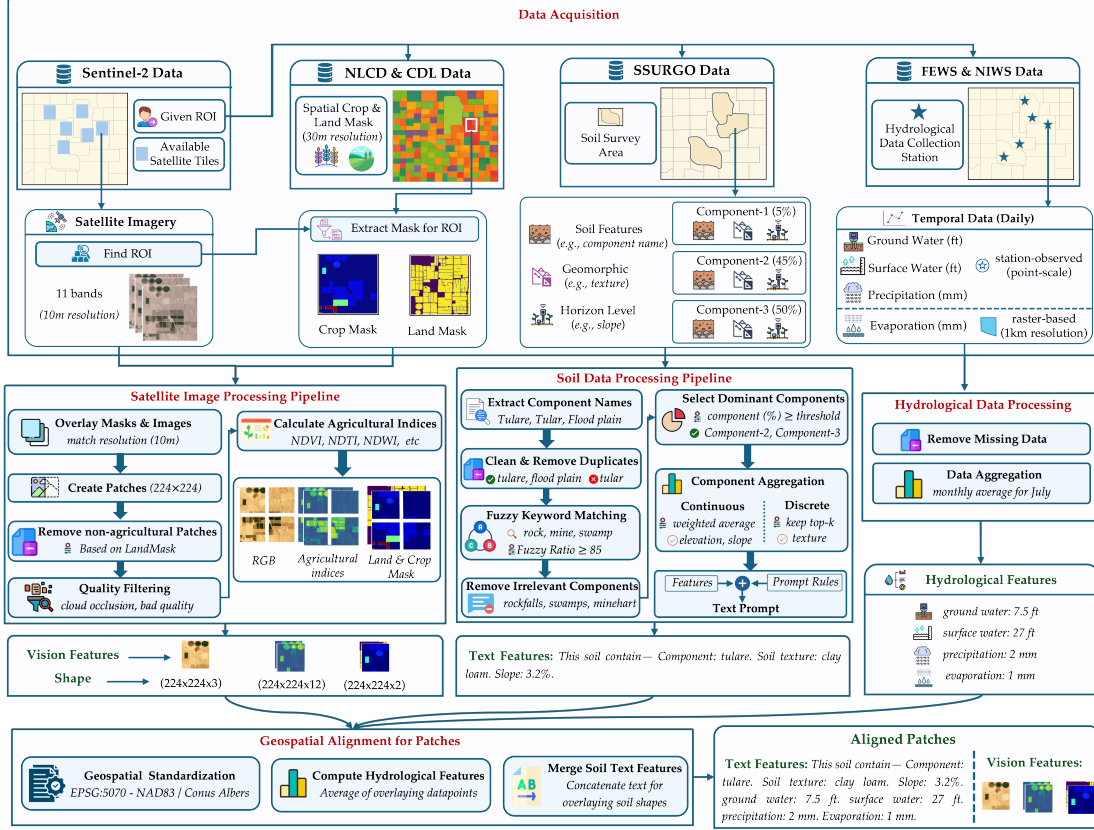 Data Acquisition
Sentinel-2 Data
Given ROI
Available
Satellite Tiles
NLCD & CDL Data
Spatial Crop &
Land Mask
(30m resolution)
SSURGO Data
Soil Survey
Area
FEWS & NIWS Data
Hydrological
Data Collection
Station
Satellite Imagery
Find ROI
11 bands
(10m resolution)
Extract Mask for ROI
Crop Mask
Land Mask
Soil Features
(e.g., component name)
Geomorphic
(e.g., texture)
Horizon Level
(e.g., slope)
Component-1 (5%)
Component-2 (45%)
Component-3 (50%)
Temporal Data (Daily)
Ground Water (ft)
Surface Water (ft)
Precipitation (mm)
station-observed
(point-scale)
Evaporation (mm)
raster-based
(1km resolution)
Satellite Image Processing Pipeline
Overlay Masks & Images
match resolution (10m)
Create Patches (224×224)
Remove non-agricultural Patches
Based on LandMask
Quality Filtering
cloud occlusion, bad quality
Calculate Agricultural Indices
NDVI, NDTI, NDWI, etc
RGB
Agricultural
indices
Land & Crop
Mask
Soil Data Processing Pipeline
Extract Component Names
Tulare, Tular, Flood plain
Clean & Remove Duplicates
tulare, flood plain
tular
Fuzzy Keyword Matching
A
C
B
rock, mine, swamp
Fuzzy Ratio ≥ 85
Remove Irrelevant Components
rockfalls, swamps, minehart
Select Dominant Components
component (%) ≥ threshold
Component-2, Component-3
Component Aggregation
Continuous
weighted average
elevation, slope
Discrete
keep top-k
texture
Features
Prompt Rules
Text Prompt
Hydrological Data Processing
Remove Missing Data
Data Aggregation
monthly average for July
Hydrological Features
ground water: 7.5 ft
surface water: 27 ft
precipitation: 2 mm
evaporation: 1 mm
Vision Features
Shape
(224x224x3)
(224x224x12)
(224x224x2)
Text Features: This soil contain— Component: tulare. Soil texture: clay
loam. Slope: 3.2%.
Geospatial Alignment for Patches
Geospatial Standardization
EPSG:5070 - NAD83 / Conus Albers
Compute Hydrological Features
Average of overlaying datapoints
AB
Merge Soil Text Features
Concatenate text for
overlaying soil shapes
Aligned Patches
Text Features: This soil contain— Component:
tulare. Soil texture: clay loam. Slope: 3.2%.
ground water: 7.5 ft. surface water: 27 ft.
precipitation: 2 mm. Evaporation: 1 mm.
Vision Features: